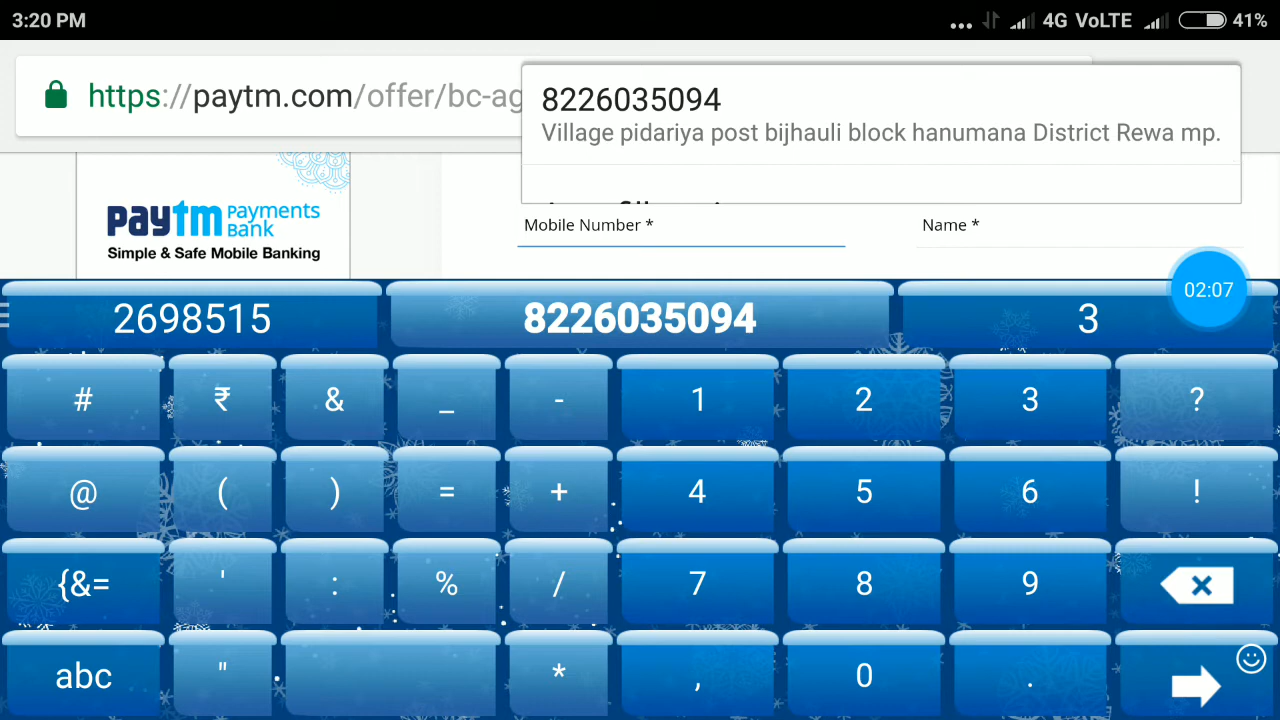 3:20 PM
... 4G VoLTE 41%
https://paytm.com/offer/bc-ag
8226035094
Village pidariya post bijhauli block hanumana District Rewa mp.
paytm Payments Bank
Simple & Safe Mobile Banking
Mobile Number *
Name *
02:07
2698515 8226035094 3
# ₹ & _ - 1 2 3 ?
@ ( ) = + 4 5 6 !
{&= ' : % / 7 8 9
abc " * , 0 .